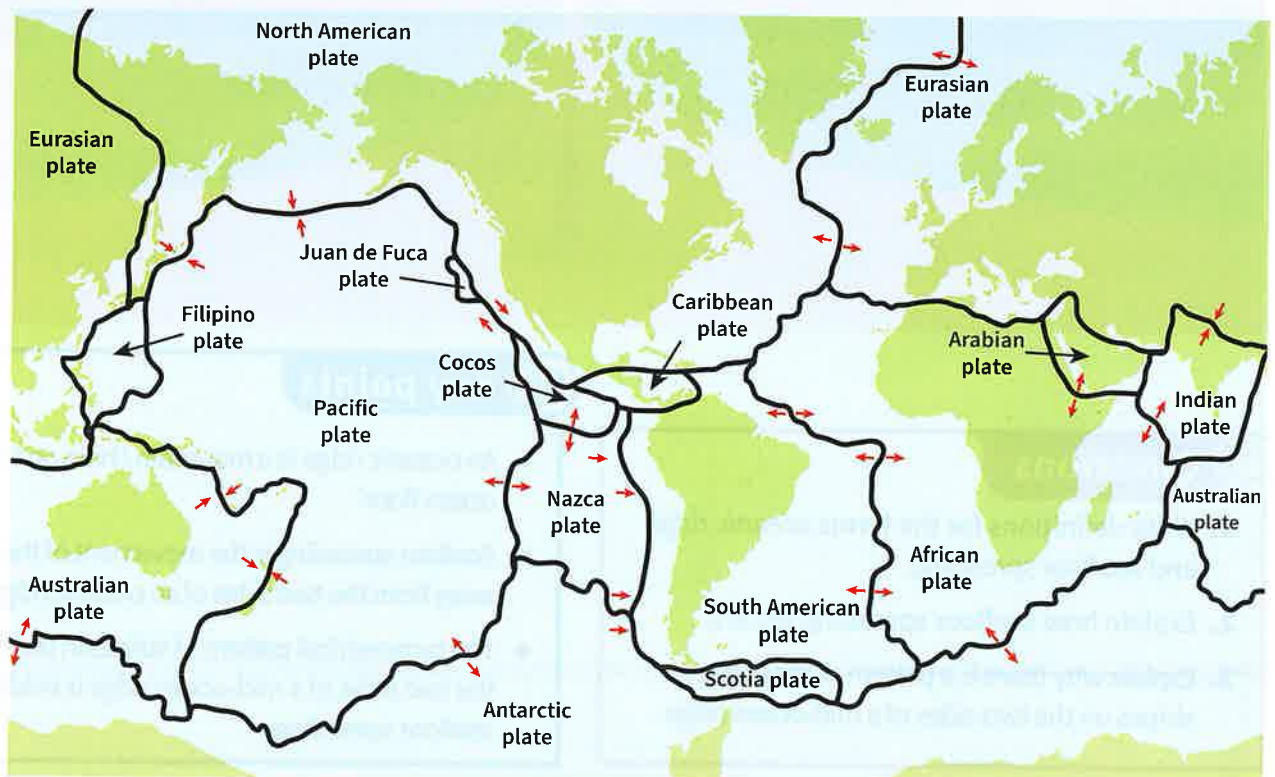 North American
plate
Eurasian
plate
Eurasian
plate
Juan de Fuca
plate
Filipino
plate
Caribbean
plate
Cocos
plate
Arabian
plate
Pacific
plate
Indian
plate
Nazca
plate
Australian
plate
Australian
plate
African
plate
South American
plate
Scotia plate
Antarctic
plate